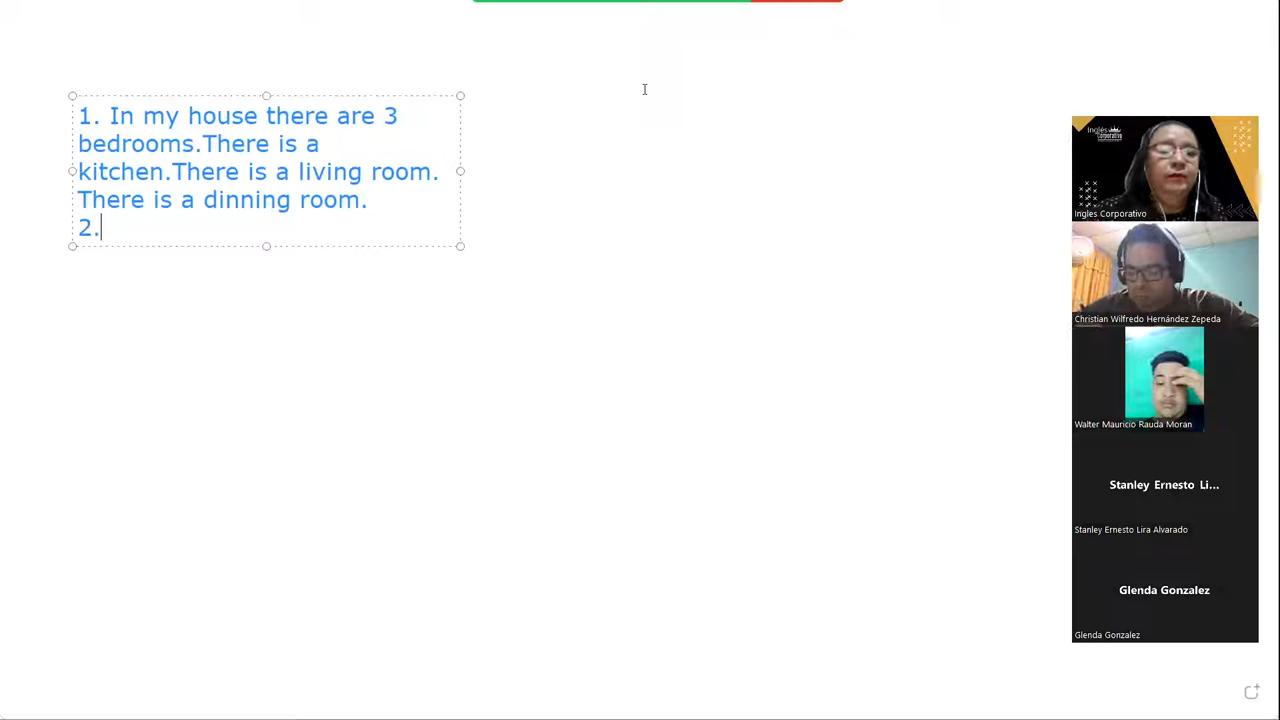 1. In my house there are 3
bedrooms.There is a
kitchen.There is a living room.
There is a dinning room.
2.
Inglés
Corporativo
Ingles Corporativo
Christian Wilfredo Hernández Zepeda
Walter Mauricio Rauda Moran
Stanley Ernesto Li...
Stanley Ernesto Lira Alvarado
Glenda Gonzalez
Glenda Gonzalez